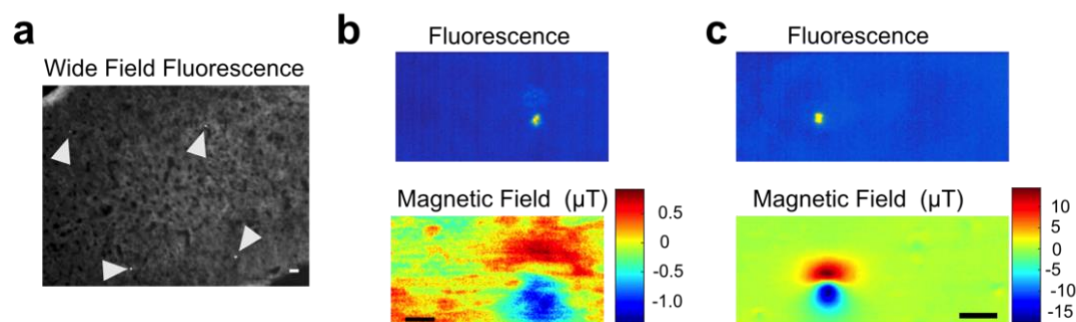 a
Wide Field Fluorescence
b
Fluorescence
Magnetic Field (μT)
0.5
0
-0.5
-1.0
c
Fluorescence
Magnetic Field (μT)
10
5
0
-5
-10
-15